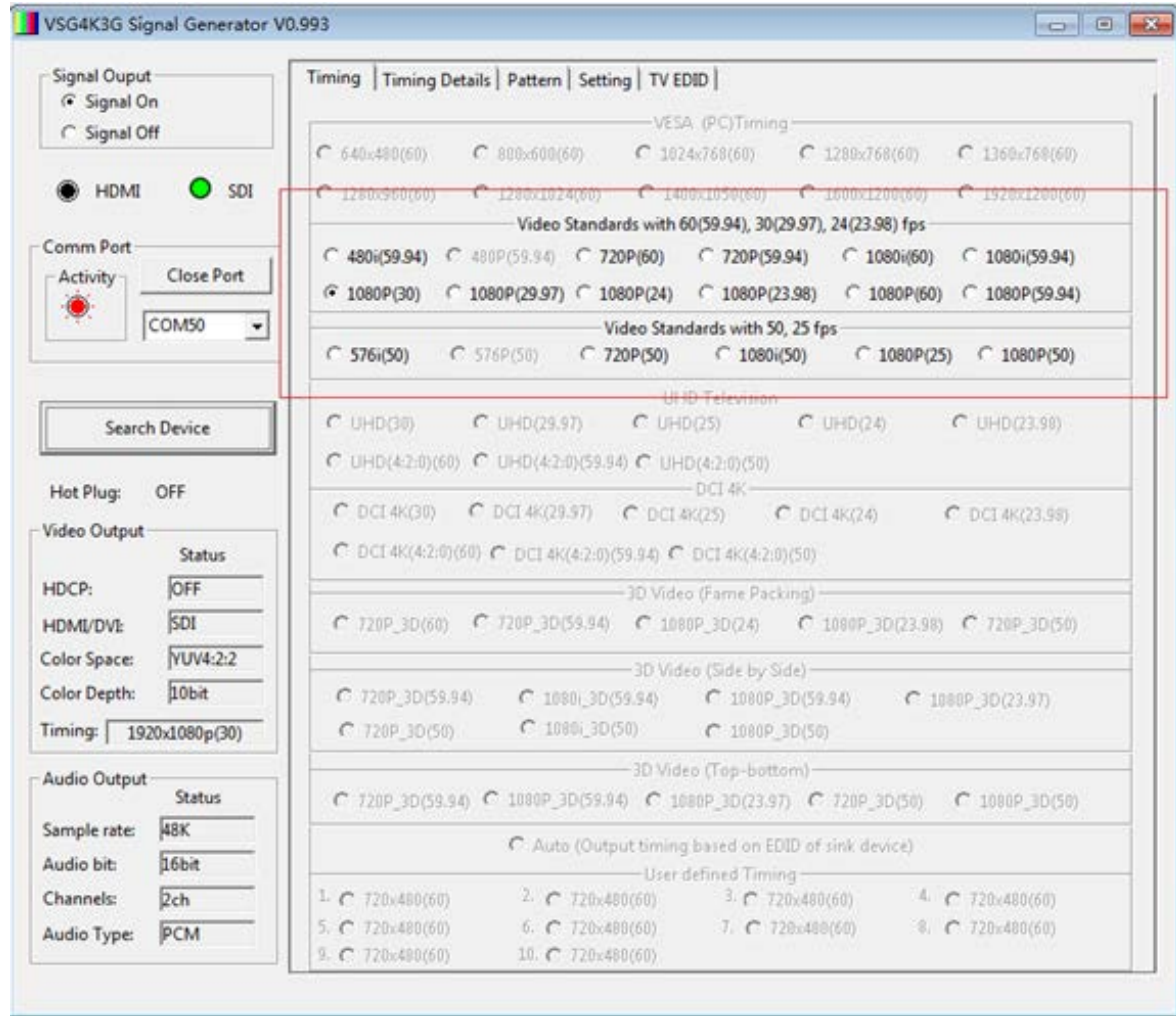 VSG4K3G Signal Generator V0.993
Signal Ouput
Signal On
Signal Off
HDMI SDI
Comm Port
Activity
Close Port
COM50
Search Device
Hot Plug: OFF
Video Output
Status
HDCP: OFF
HDMI/DVI: SDI
Color Space: YUV4:2:2
Color Depth: 10bit
Timing: 1920x1080p(30)
Audio Output
Status
Sample rate: 48K
Audio bit: 16bit
Channels: 2ch
Audio Type: PCM
Timing Timing Details Pattern Setting TV EDID
VESA (PC)Timing
640x480(60) 800x600(60) 1024x768(60) 1280x768(60) 1360x768(60)
1280x960(60) 1280x1024(60) 1400x1050(60) 1600x1200(60) 1920x1200(60)
Video Standards with 60(59.94), 30(29.97), 24(23.98) fps
480i(59.94) 480P(59.94) 720P(60) 720P(59.94) 1080i(60) 1080i(59.94)
1080P(30) 1080P(29.97) 1080P(24) 1080P(23.98) 1080P(60) 1080P(59.94)
Video Standards with 50, 25 fps
576i(50) 576P(50) 720P(50) 1080i(50) 1080P(25) 1080P(50)
UHD Television
UHD(30) UHD(29.97) UHD(25) UHD(24) UHD(23.98)
UHD(4:2:0)(60) UHD(4:2:0)(59.94) UHD(4:2:0)(50)
DCI 4K
DCI 4K(30) DCI 4K(29.97) DCI 4K(25) DCI 4K(24) DCI 4K(23.98)
DCI 4K(4:2:0)(60) DCI 4K(4:2:0)(59.94) DCI 4K(4:2:0)(50)
3D Video (Fame Packing)
720P_3D(60) 720P_3D(59.94) 1080P_3D(24) 1080P_3D(23.98) 720P_3D(50)
3D Video (Side by Side)
720P_3D(59.94) 1080i_3D(59.94) 1080P_3D(59.94) 1080P_3D(23.97)
720P_3D(50) 1080i_3D(50) 1080P_3D(50)
3D Video (Top-bottom)
720P_3D(59.94) 1080P_3D(59.94) 1080P_3D(23.97) 720P_3D(50) 1080P_3D(50)
Auto (Output timing based on EDID of sink device)
User defined Timing
1. 720x480(60) 2. 720x480(60) 3. 720x480(60) 4. 720x480(60)
5. 720x480(60) 6. 720x480(60) 7. 720x480(60) 8. 720x480(60)
9. 720x480(60) 10. 720x480(60)